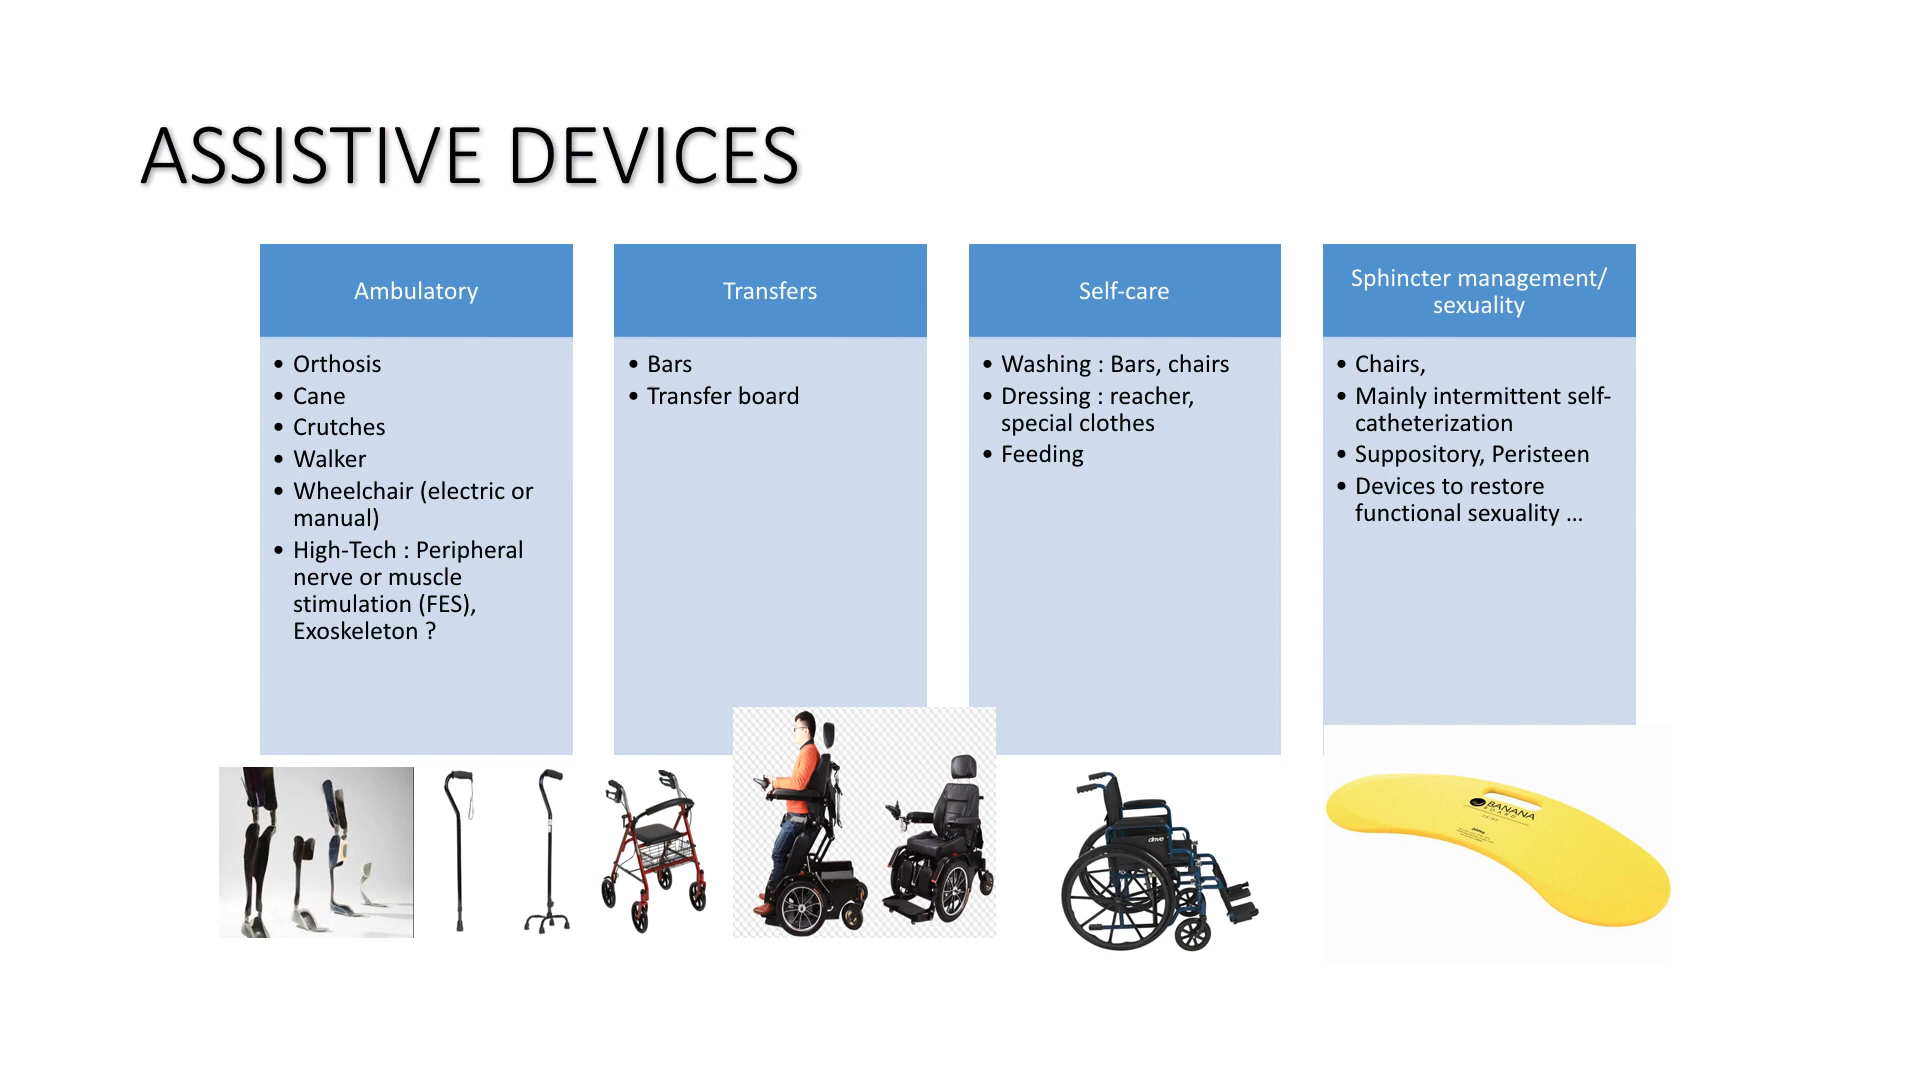 ASSISTIVE DEVICES
Ambulatory
• Orthosis
• Cane
• Crutches
• Walker
• Wheelchair (electric or
manual)
• High-Tech : Peripheral
nerve or muscle
stimulation (FES),
Exoskeleton ?
Transfers
• Bars
• Transfer board
Self-care
• Washing : Bars, chairs
• Dressing : reacher,
special clothes
• Feeding
Sphincter management/
sexuality
• Chairs,
• Mainly intermittent self-
catheterization
• Suppository, Peristeen
• Devices to restore
functional sexuality ...
drive
BANANA
BOARD